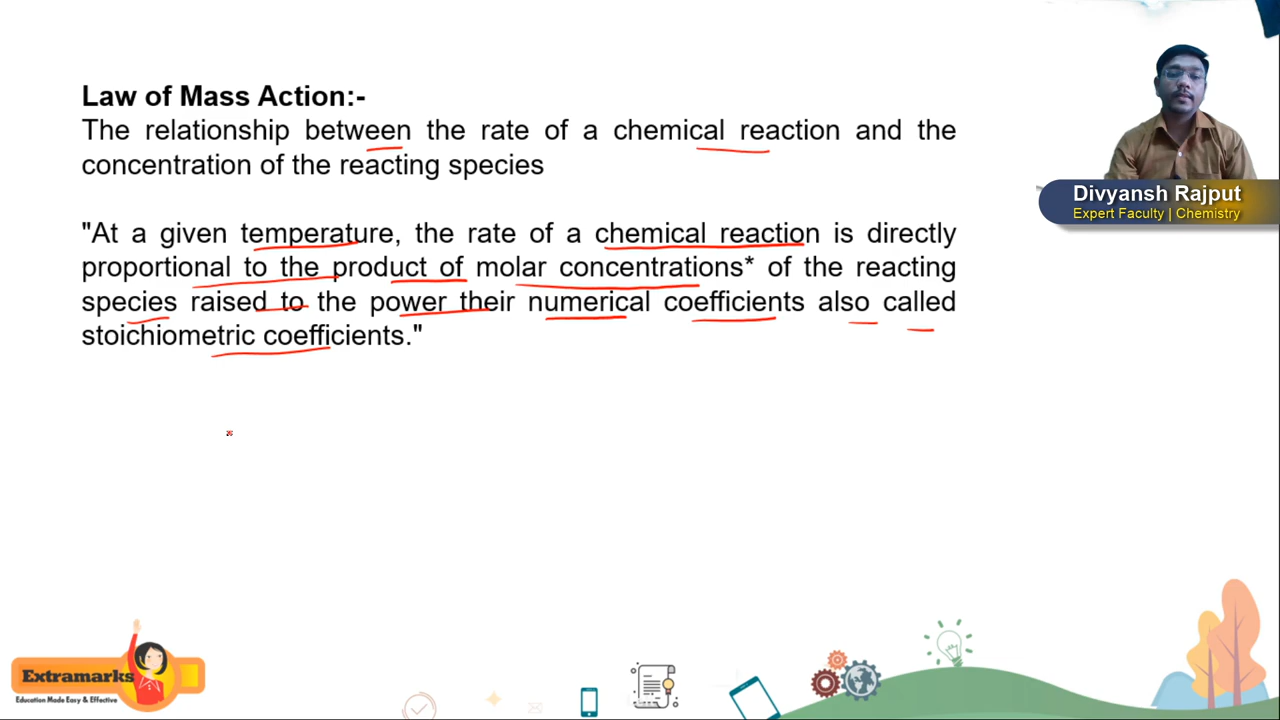 Law of Mass Action:-
The relationship between the rate of a chemical reaction and the
concentration of the reacting species
"At a given temperature, the rate of a chemical reaction is directly
proportional to the product of molar concentrations* of the reacting
species raised to the power their numerical coefficients also called
stoichiometric coefficients."
Divyansh Rajput
Expert Faculty | Chemistry
Extramarks
Education Made Easy & Effective